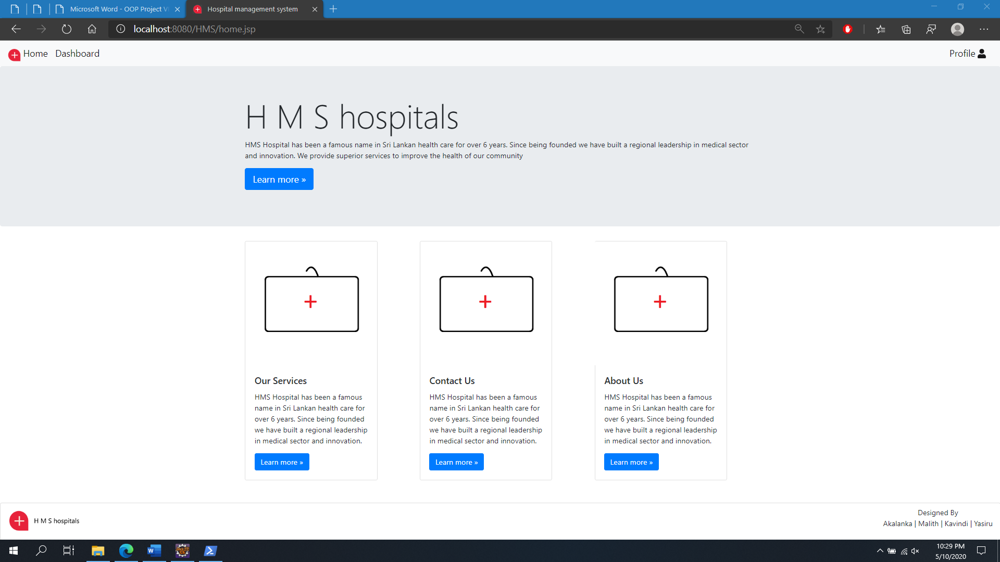 Microsoft Word - OOP Project V
Hospital management system
localhost:8080/HMS/home.jsp
Home Dashboard Profile
H M S hospitals
HMS Hospital has been a famous name in Sri Lankan health care for over 6 years. Since being founded we have built a regional leadership in medical sector
and innovation. We provide superior services to improve the health of our community
Learn more »
Our Services
HMS Hospital has been a famous
name in Sri Lankan health care for
over 6 years. Since being founded
we have built a regional leadership
in medical sector and innovation.
Learn more »
Contact Us
HMS Hospital has been a famous
name in Sri Lankan health care for
over 6 years. Since being founded
we have built a regional leadership
in medical sector and innovation.
Learn more »
About Us
HMS Hospital has been a famous
name in Sri Lankan health care for
over 6 years. Since being founded
we have built a regional leadership
in medical sector and innovation.
Learn more »
H M S hospitals
Designed By
Akalanka | Malith | Kavindi | Yasiru
10:29 PM
5/10/2020